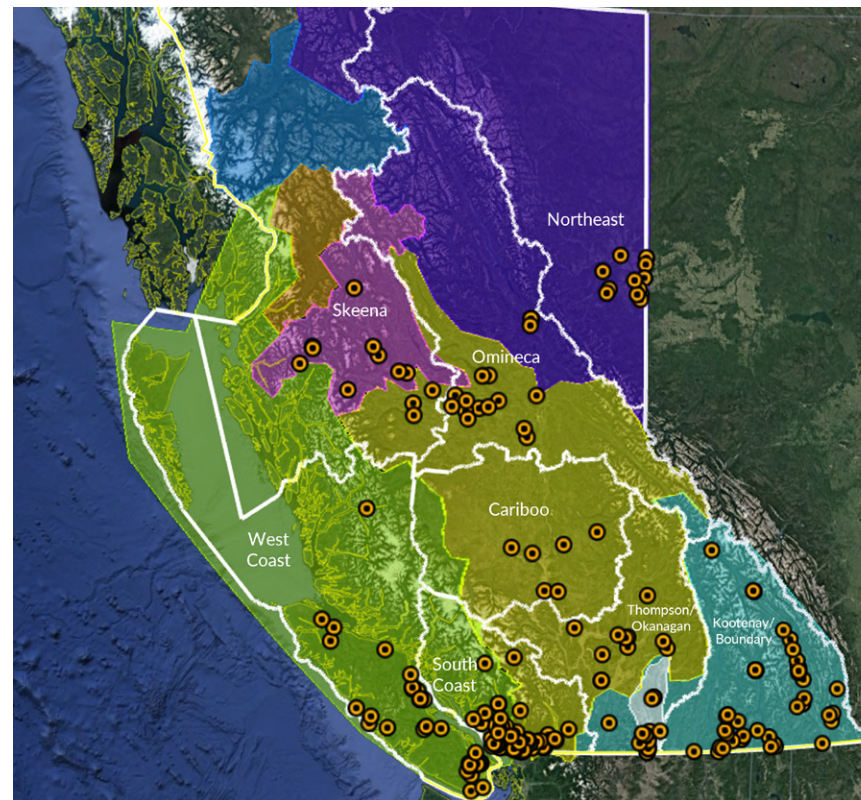 Northeast
Skeena
Omineca
Cariboo
West
Coast
Thompson/
Okanagan
Kootenay/
Boundary
South
Coast